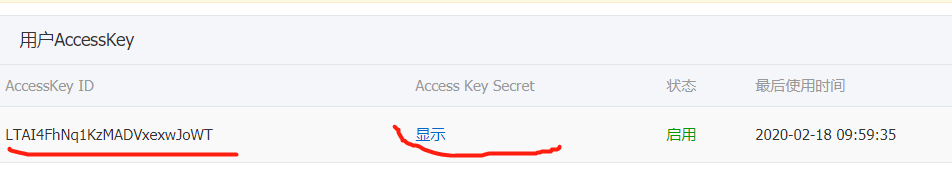 用户AccessKey
AccessKey ID Access Key Secret 状态 最后使用时间
LTAI4FhNq1KzMADVxexwJoWT 显示 启用 2020-02-18 09:59:35